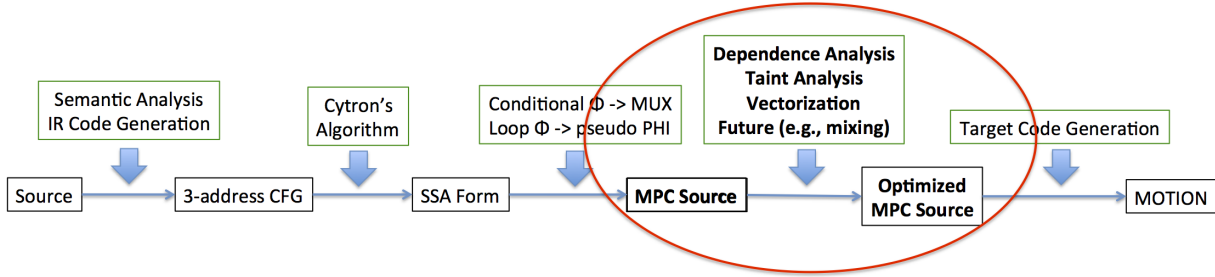 Semantic Analysis
IR Code Generation
Cytron's
Algorithm
Conditional Φ -> MUX
Loop Φ -> pseudo PHI
Dependence Analysis
Taint Analysis
Vectorization
Future (e.g., mixing)
Target Code Generation
Source
3-address CFG
SSA Form
MPC Source
Optimized
MPC Source
MOTION